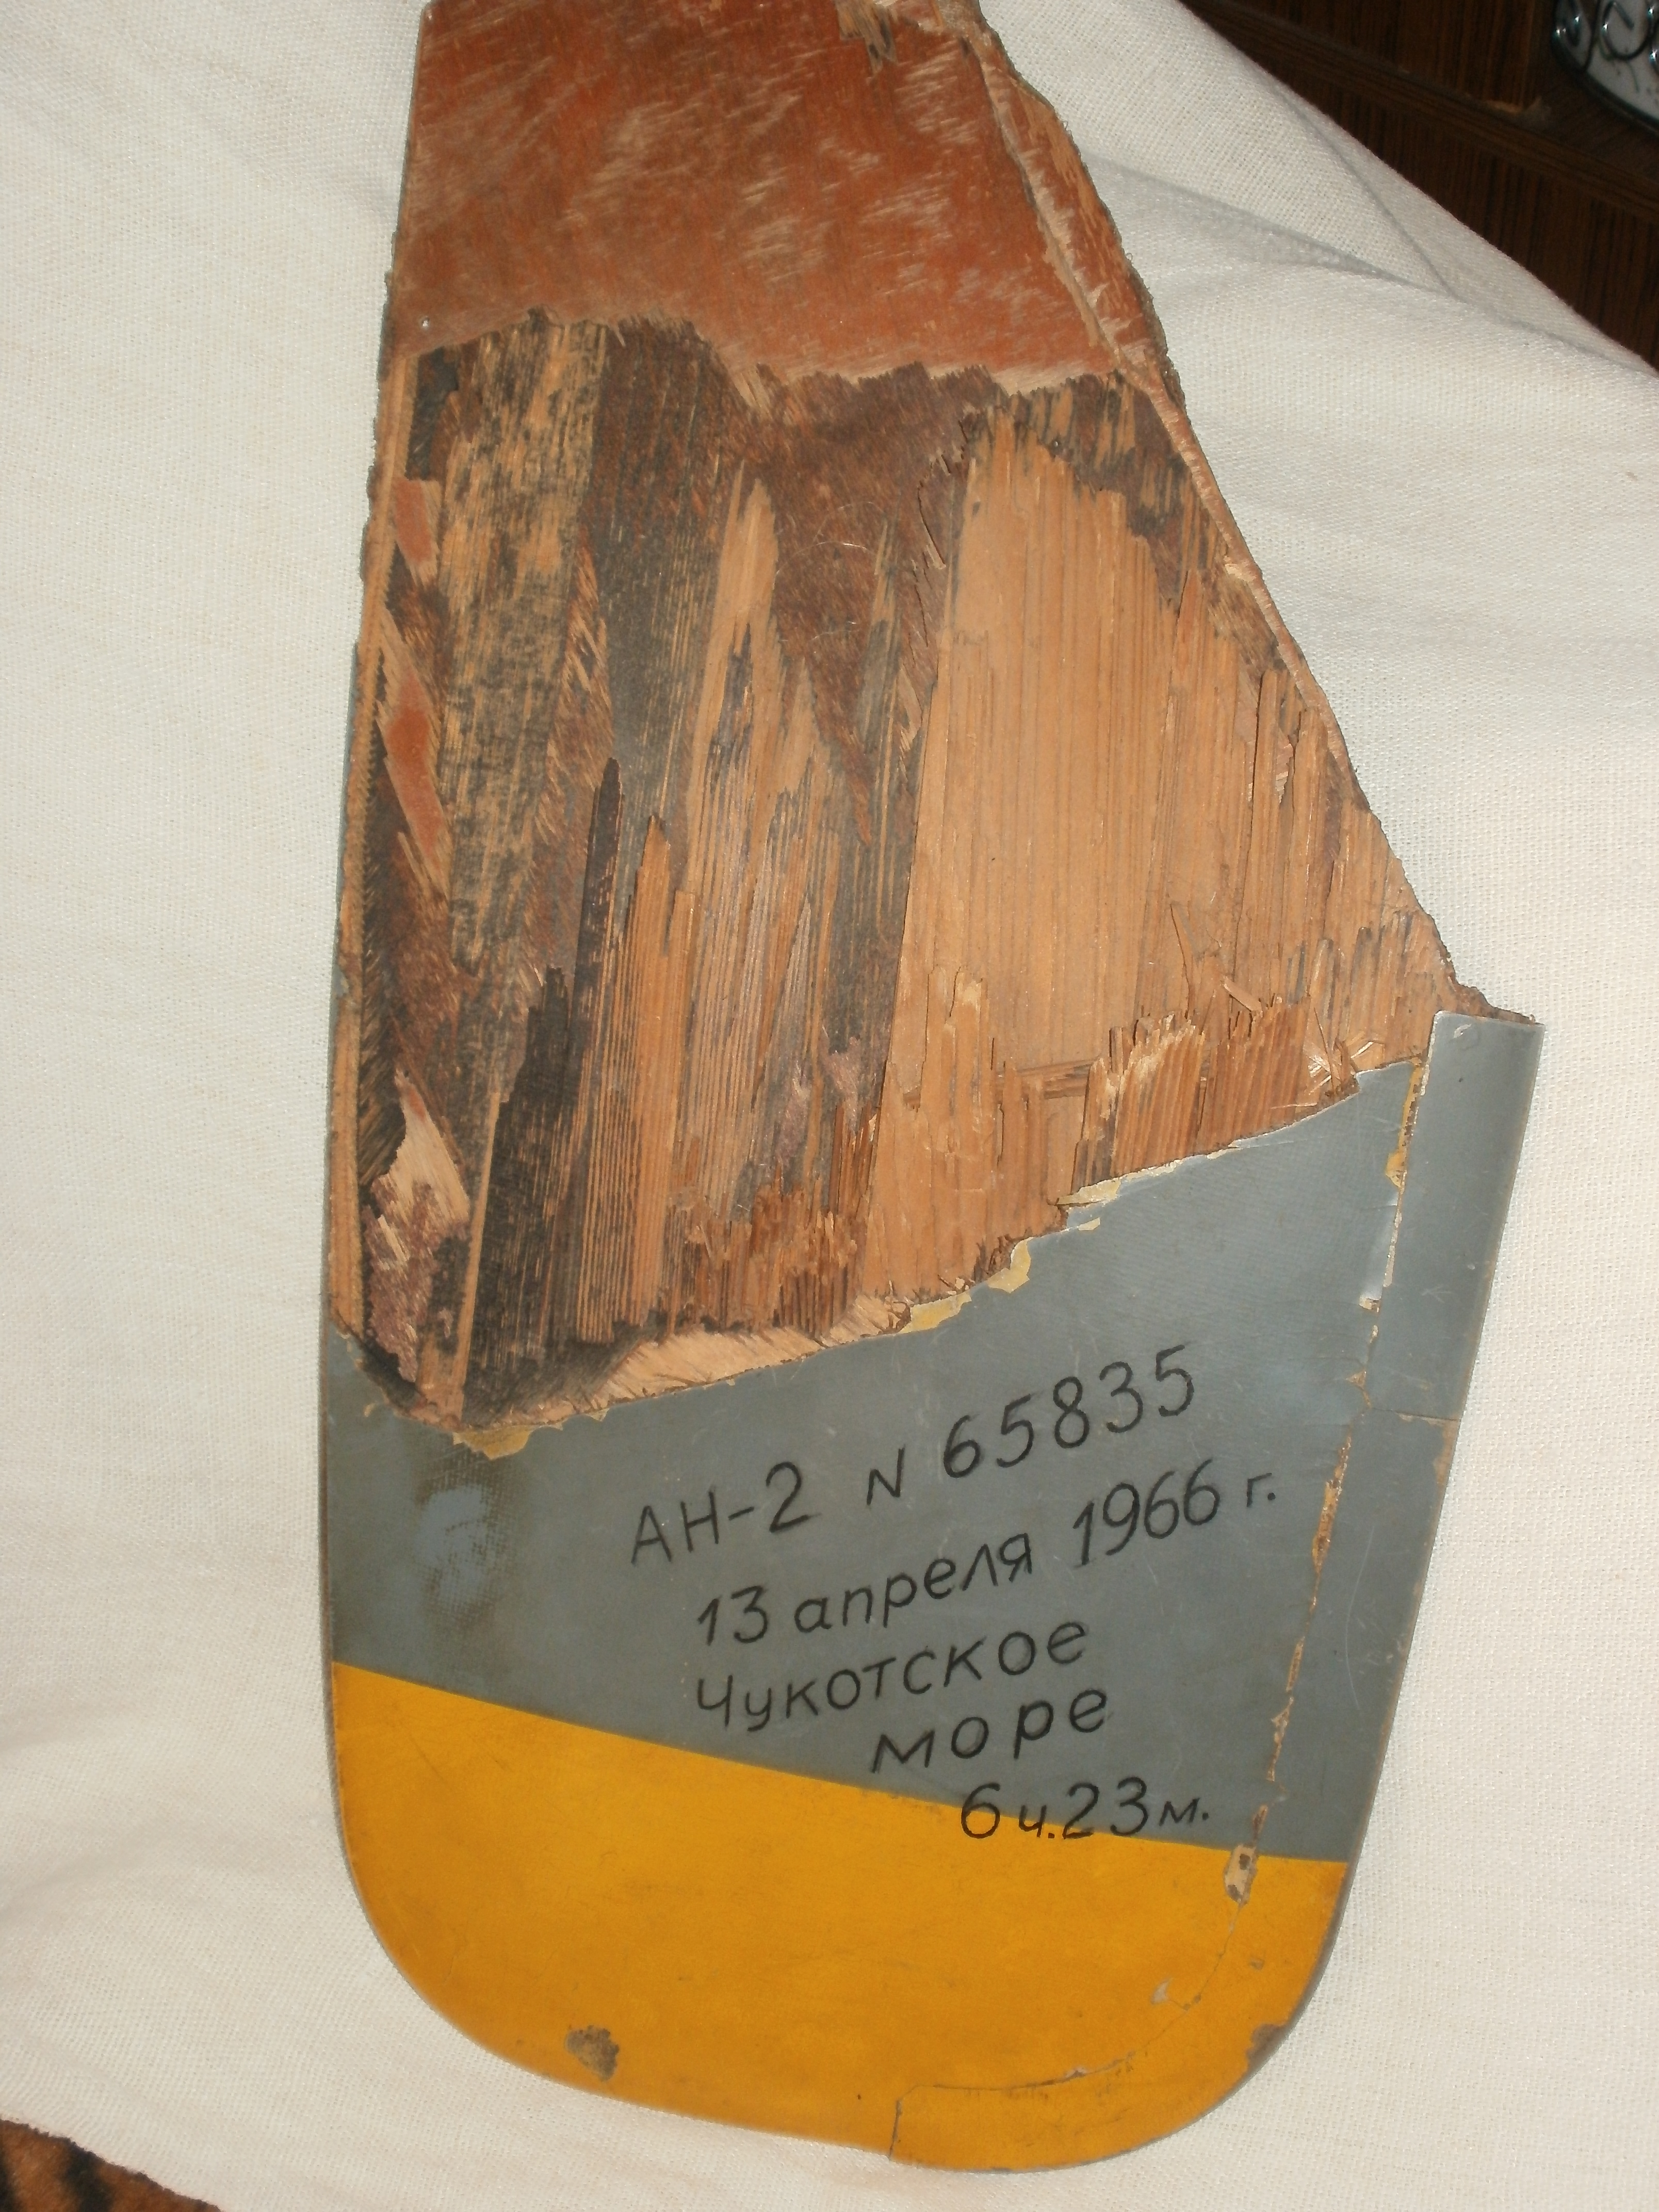 АН-2 N 65835
13 апреля 1966 г.
Чукотское
море
6 ч. 23 м.